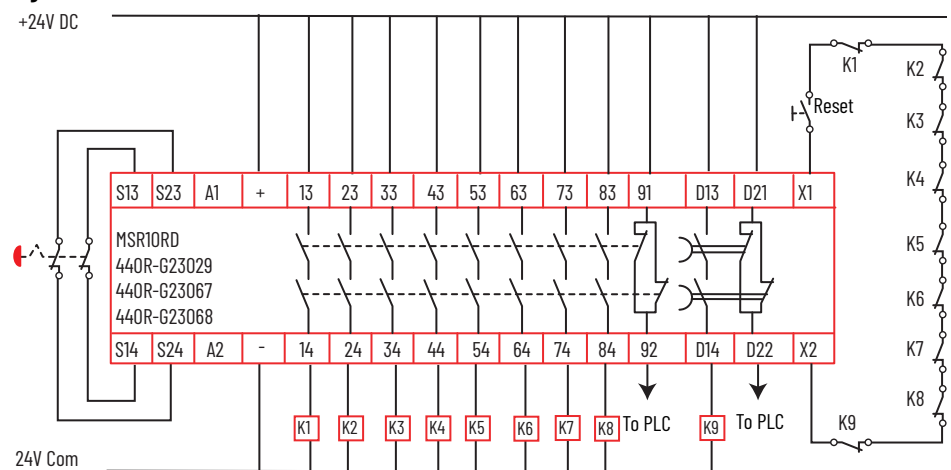 +24V DC
K1
K2
Reset
K3
K4
K5
K6
K7
K8
K9
S13 S23 A1 + 13 23 33 43 53 63 73 83 91 D13 D21 X1
MSR10RD
440R-G23029
440R-G23067
440R-G23068
S14 S24 A2 - 14 24 34 44 54 64 74 84 92 D14 D22 X2
K1 K2 K3 K4 K5 K6 K7 K8 To PLC K9 To PLC
24V Com